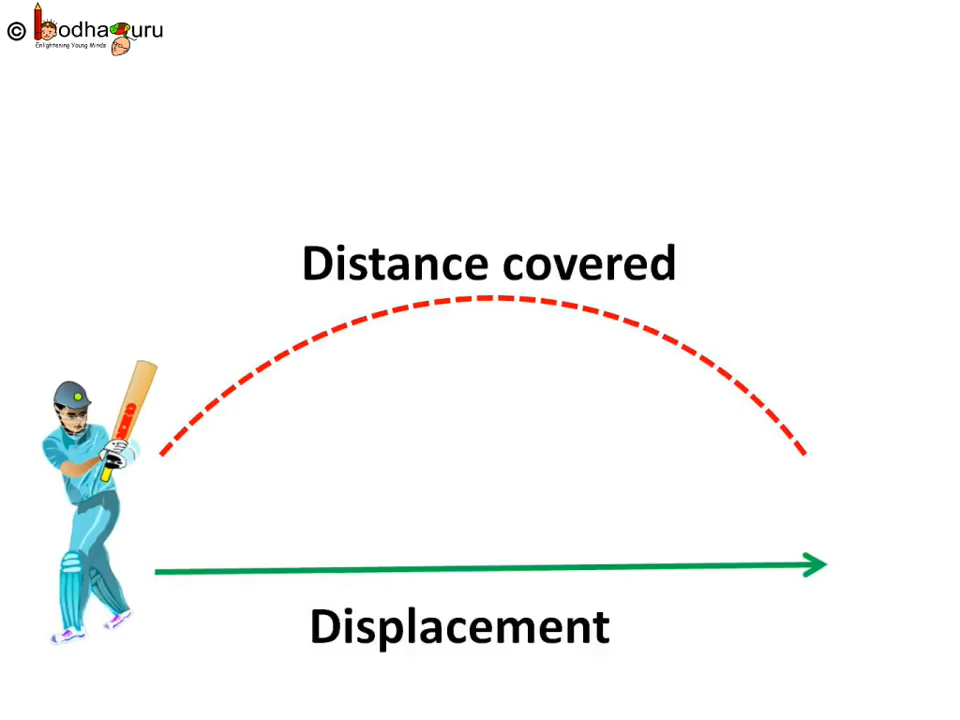 © BodhaGuru
Enlightening Young Minds
Distance covered
Displacement